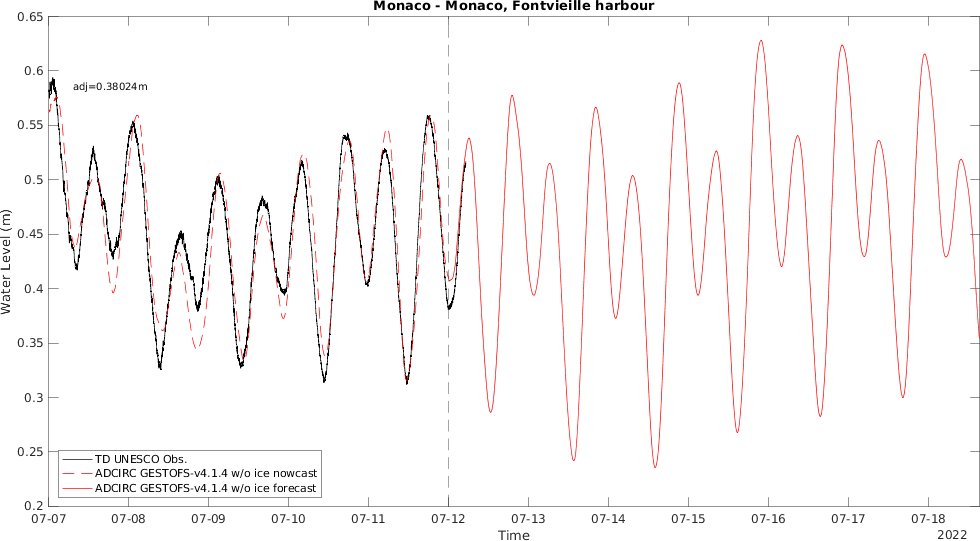 Monaco - Monaco, Fontvieille harbour
0.65
0.6
0.55
0.5
0.45
0.4
0.35
0.3
0.25
0.2
Water Level (m)
adj=0.38024m
TD UNESCO Obs.
ADCIRC GESTOFS-v4.1.4 w/o ice nowcast
ADCIRC GESTOFS-v4.1.4 w/o ice forecast
07-07 07-08 07-09 07-10 07-11 07-12 07-13 07-14 07-15 07-16 07-17 07-18
Time
2022